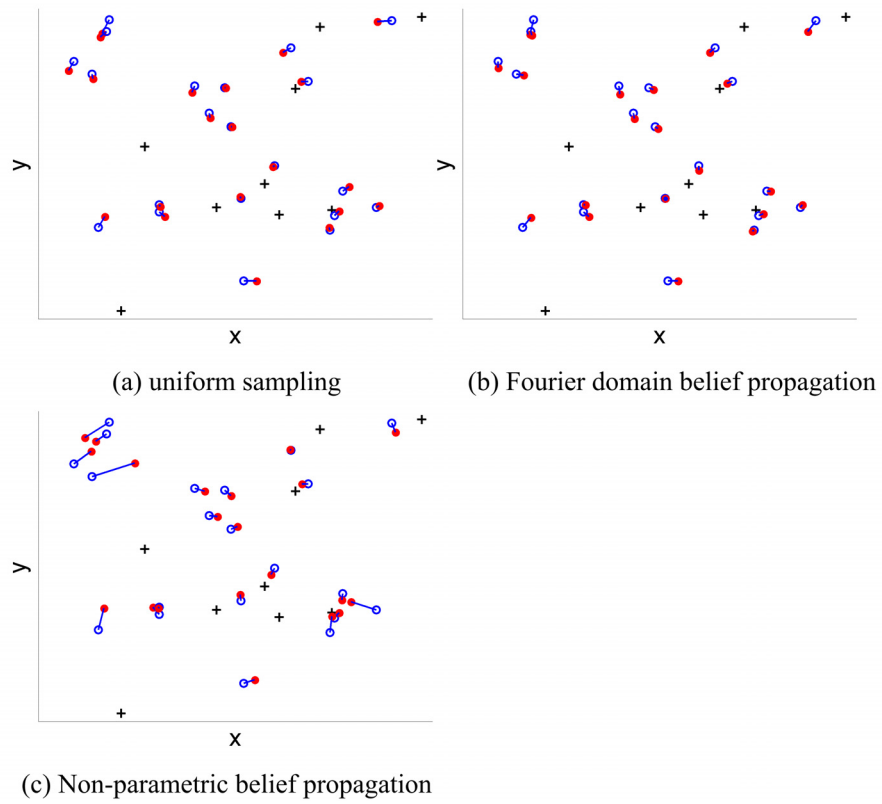 y
x
(a) uniform sampling
y
x
(b) Fourier domain belief propagation
y
x
(c) Non-parametric belief propagation